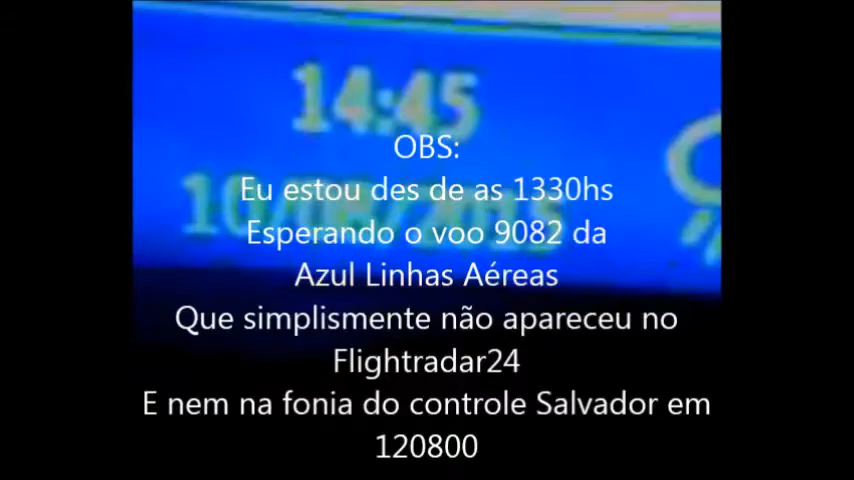 14:45
OBS:
Eu estou des de as 1330hs
Esperando o voo 9082 da
Azul Linhas Aéreas
Que simplismente não apareceu no
Flightradar24
E nem na fonia do controle Salvador em
120800